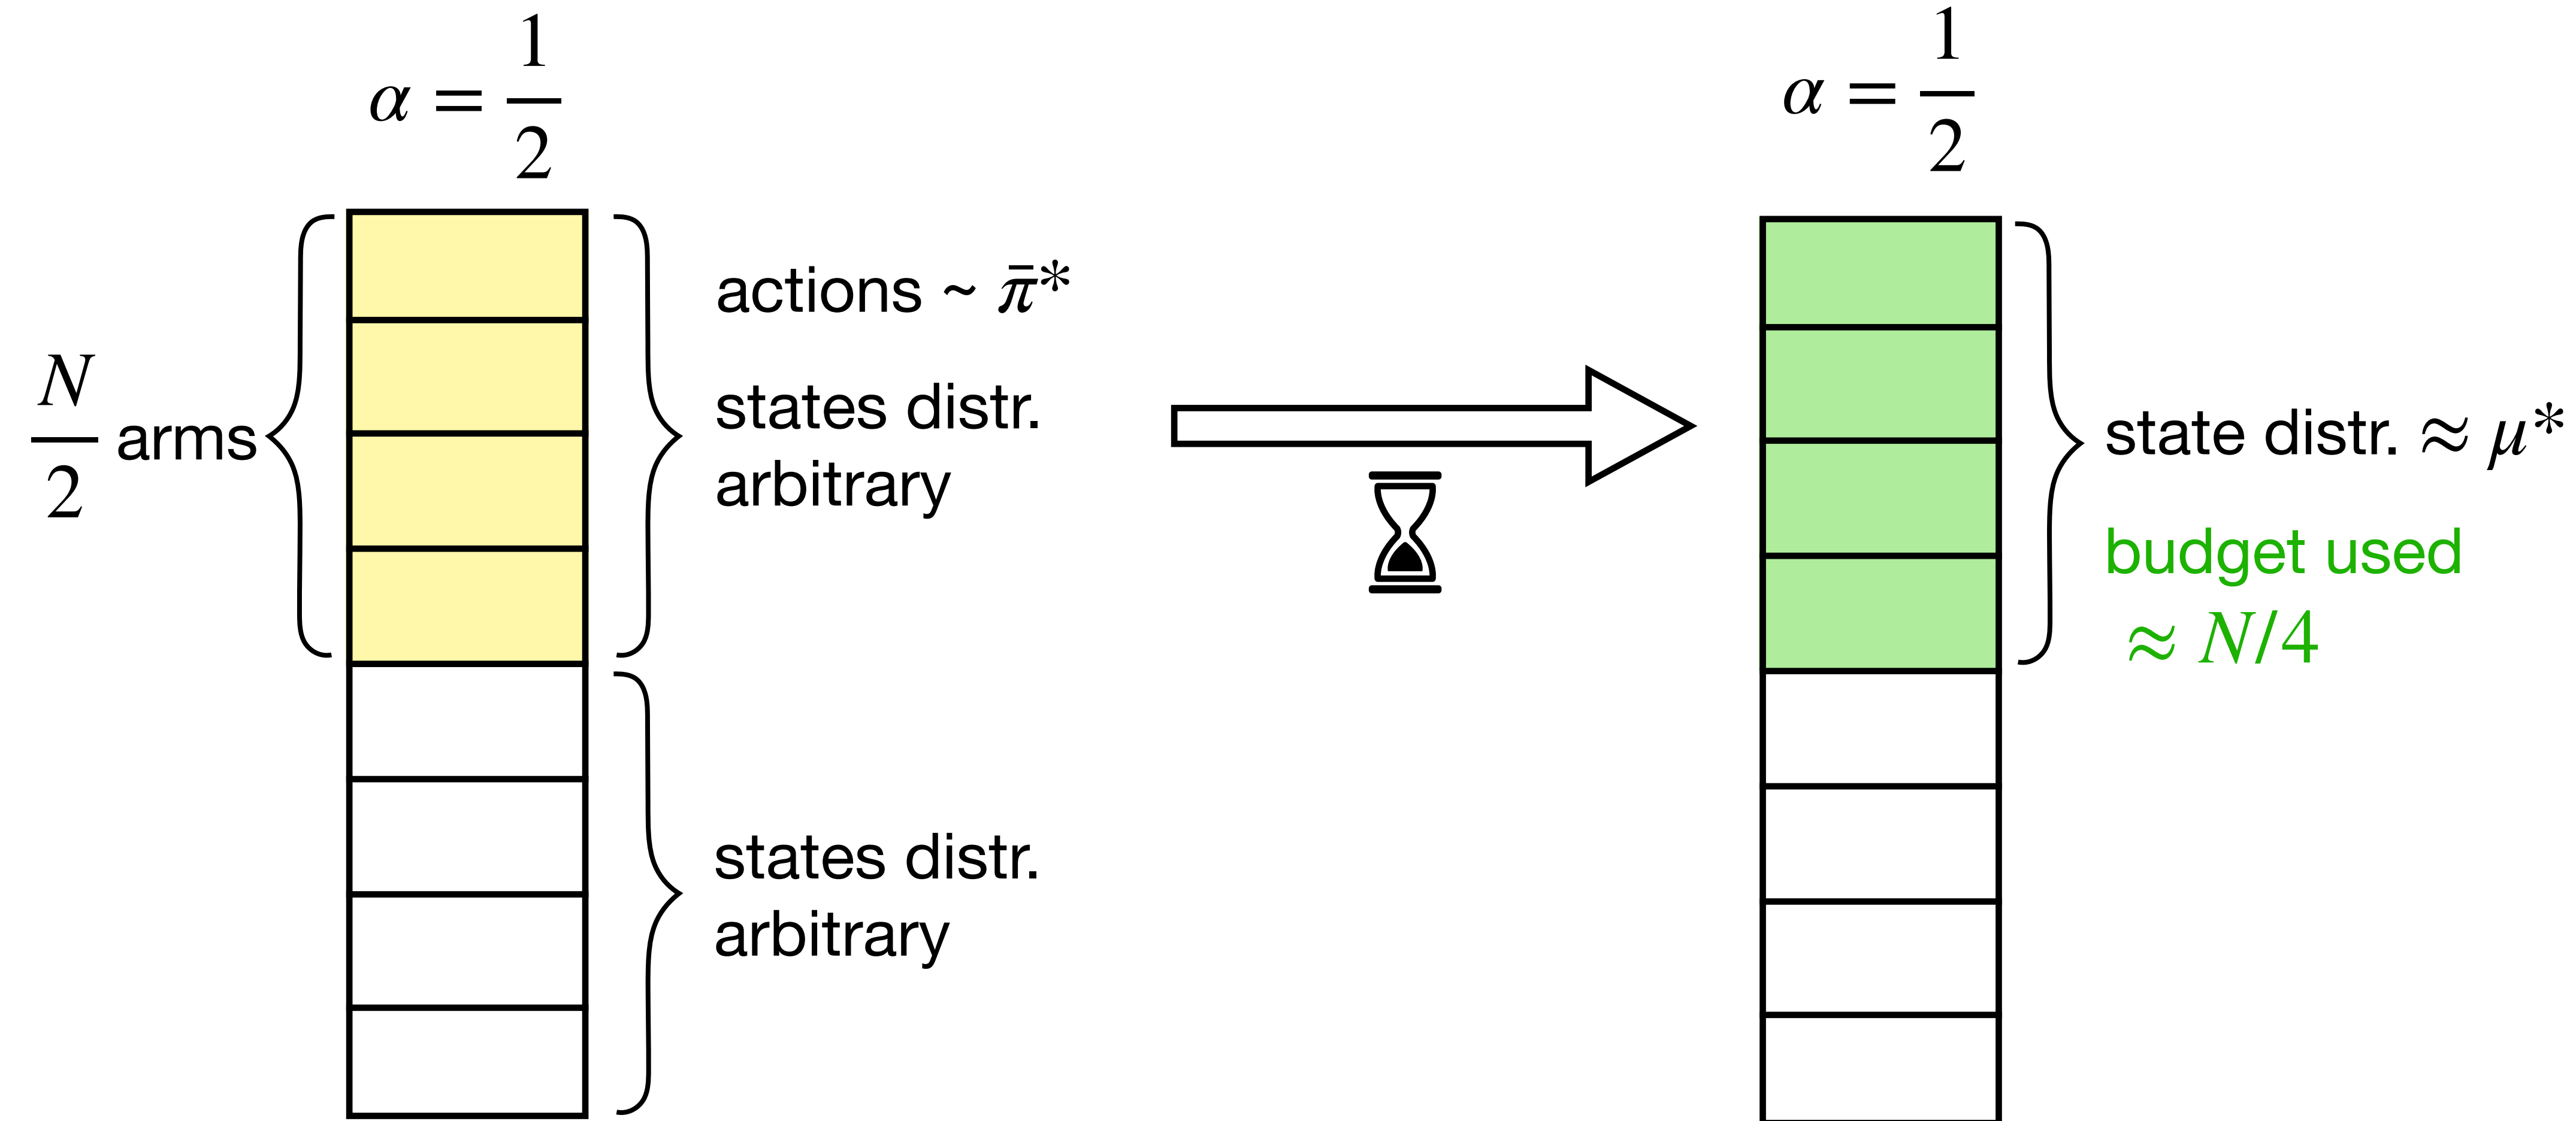 α = 1/2
N/2 arms
actions ~ π̄*
states distr.
arbitrary
states distr.
arbitrary
α = 1/2
state distr. ≈ μ*
budget used
≈ N/4